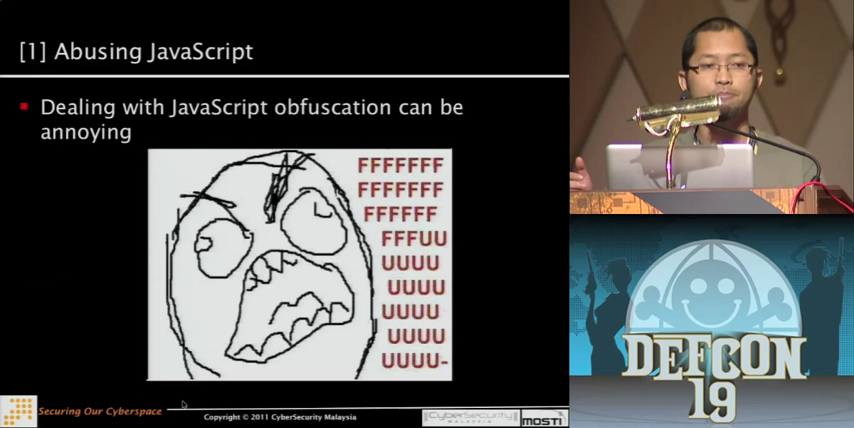 [1] Abusing JavaScript
Dealing with JavaScript obfuscation can be
annoying
FFFFFFF
FFFFFFF
FFFFFF
FFFUU
UUUU
UUUU
UUUU
UUUU
UUUU-
Securing Our Cyberspace
Copyright © 2011 CyberSecurity Malaysia
CyberSecurity
MALAYSIA
MOSTI
DEFCON
19